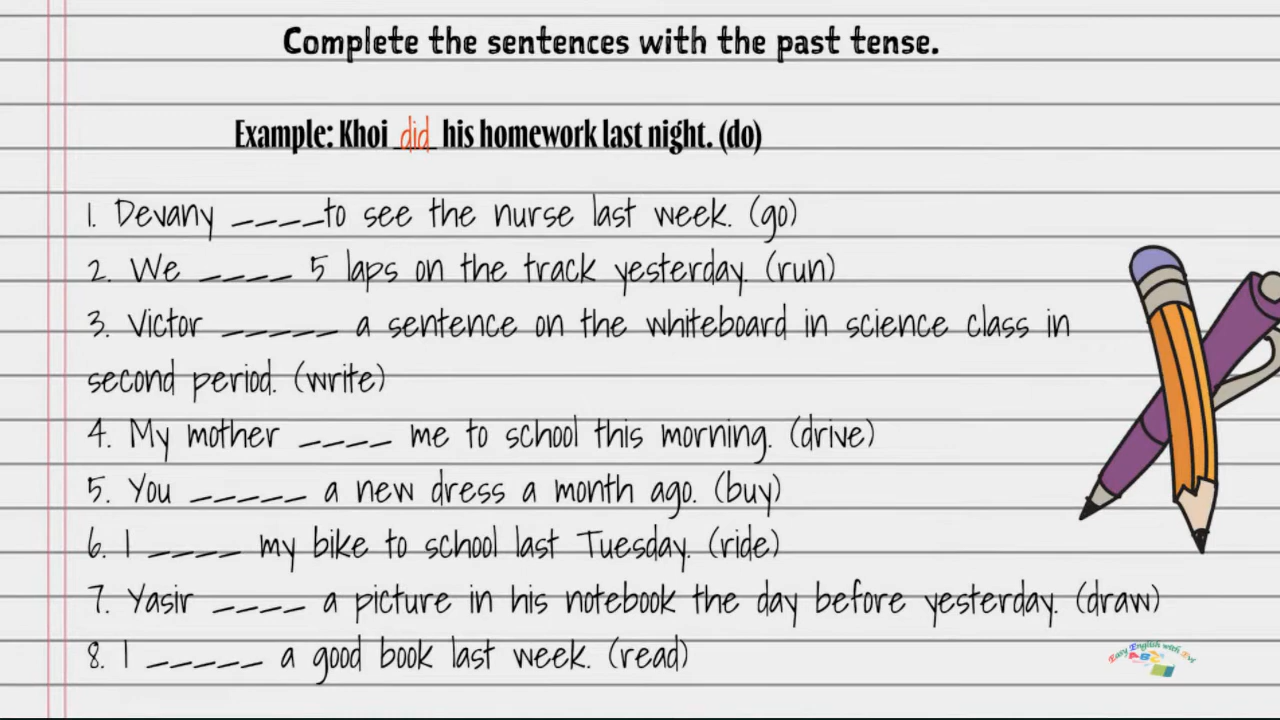 Complete the sentences with the past tense.
Example: Khoi did his homework last night. (do)
1. Devany ____to see the nurse last week. (go)
2. We ____ 5 laps on the track yesterday. (run)
3. Victor _____ a sentence on the whiteboard in science class in
second period. (write)
4. My mother ____ me to school this morning. (drive)
5. You _____ a new dress a month ago. (buy)
6. I ____ my bike to school last Tuesday. (ride)
7. Yasir ____ a picture in his notebook the day before yesterday. (draw)
8. I _____ a good book last week. (read)
Easy English with Evi
ABC